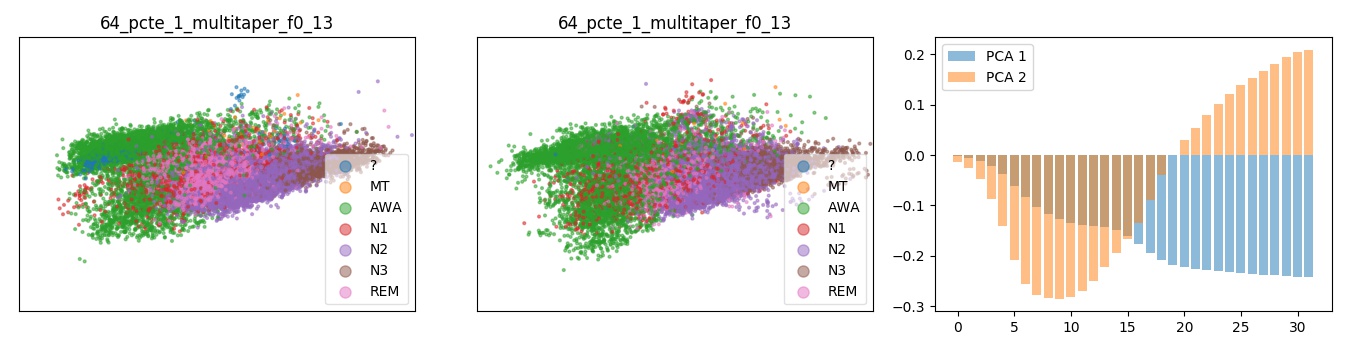 64_pcte_1_multitaper_f0_13
?
MT
AWA
N1
N2
N3
REM
64_pcte_1_multitaper_f0_13
?
MT
AWA
N1
N2
N3
REM
PCA 1
PCA 2
0.2
0.1
0.0
−0.1
−0.2
−0.3
0 5 10 15 20 25 30